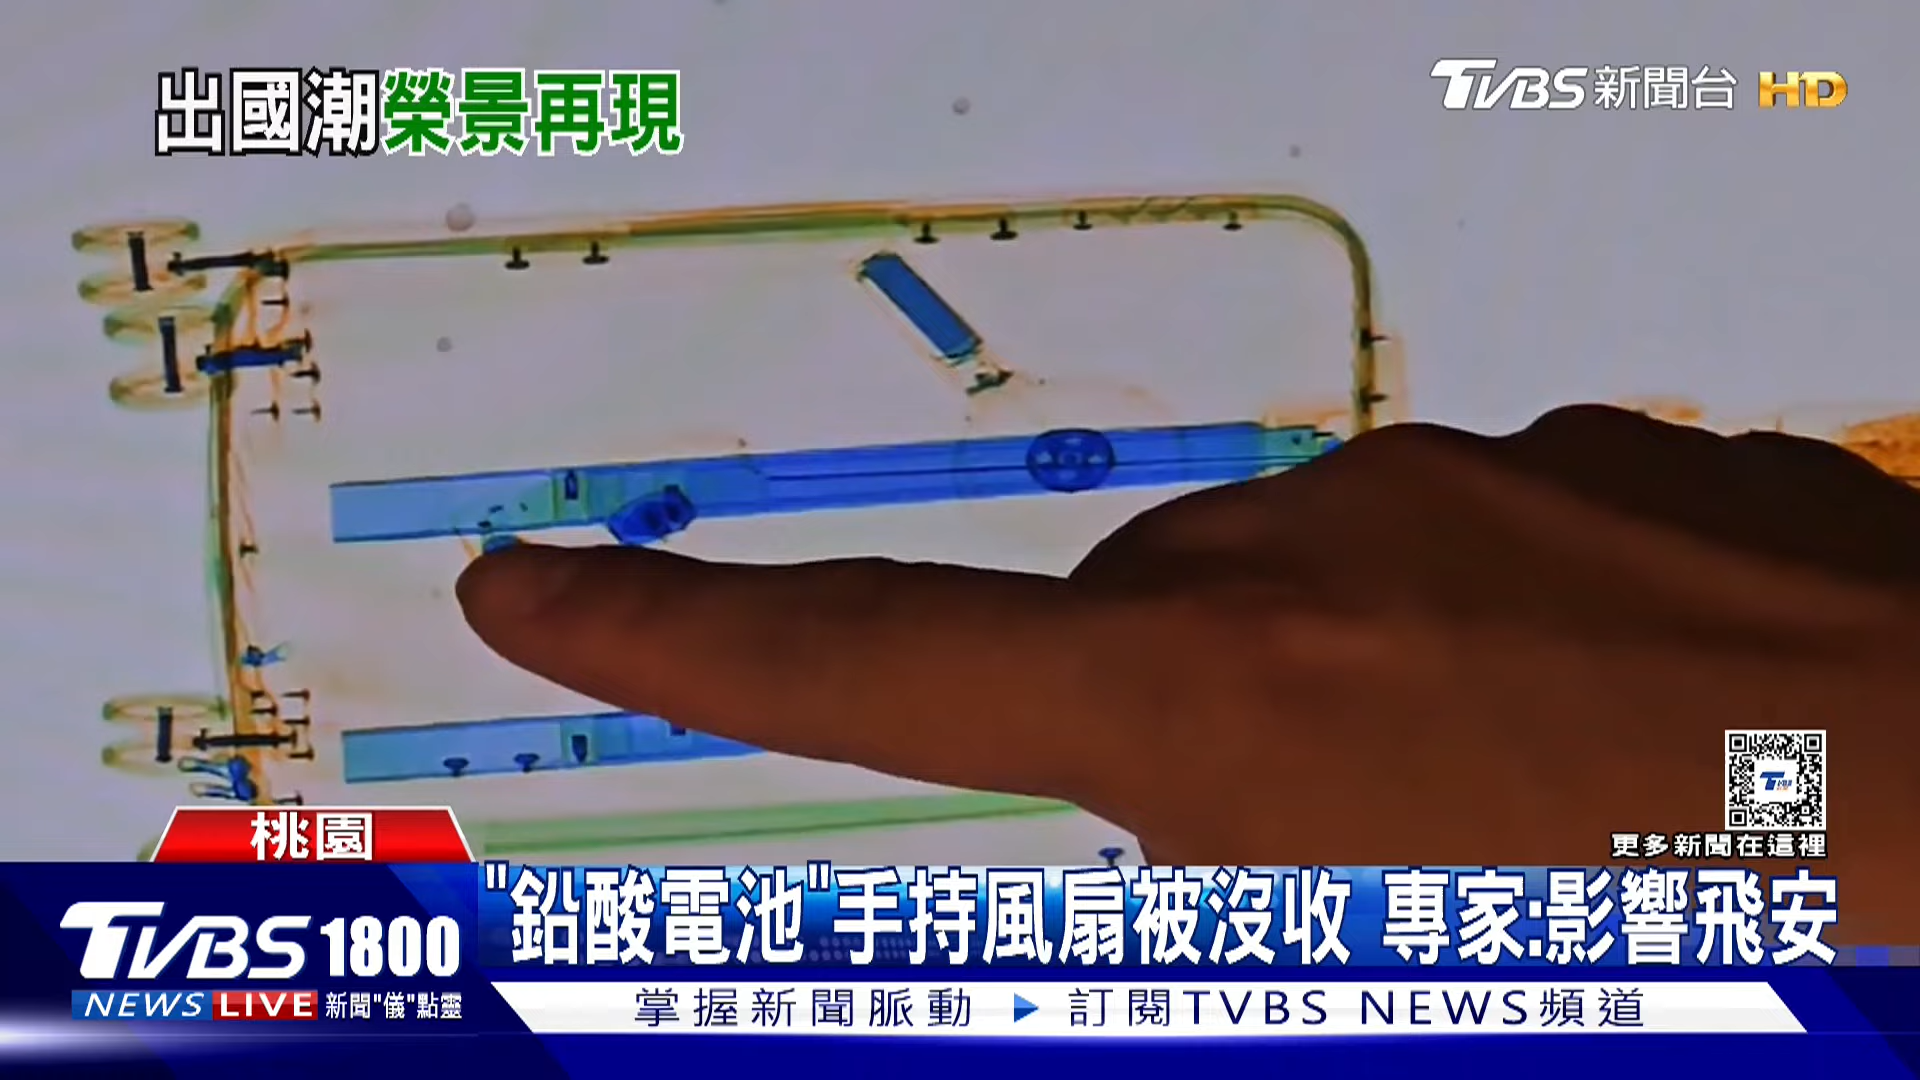 出國潮榮景再現
TVBS新聞台 HD
桃園
TVBS
更多新聞在這裡
"鉛酸電池"手持風扇被沒收 專家:影響飛安
TVBS 1800
NEWS LIVE 新聞"儀"點靈
掌握新聞脈動 ▶ 訂閱TVBS NEWS頻道